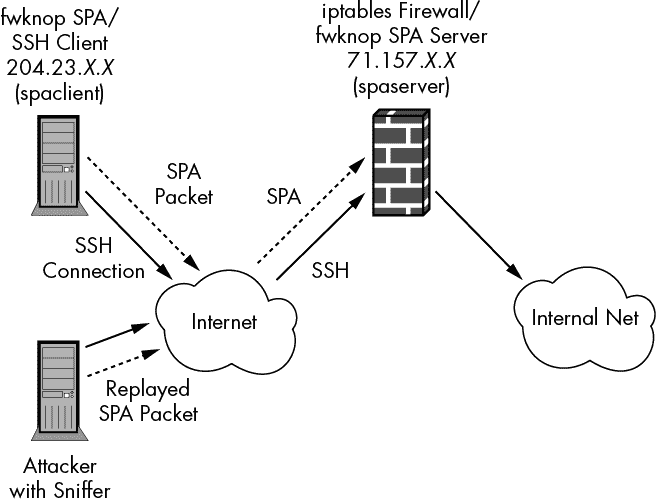 fwknop SPA/
SSH Client
204.23.X.X
(spaclient)
iptables Firewall/
fwknop SPA Server
71.157.X.X
(spaserver)
SPA
Packet
SPA
SSH
Connection
SSH
Internet
Internal Net
Replayed
SPA Packet
Attacker
with Sniffer